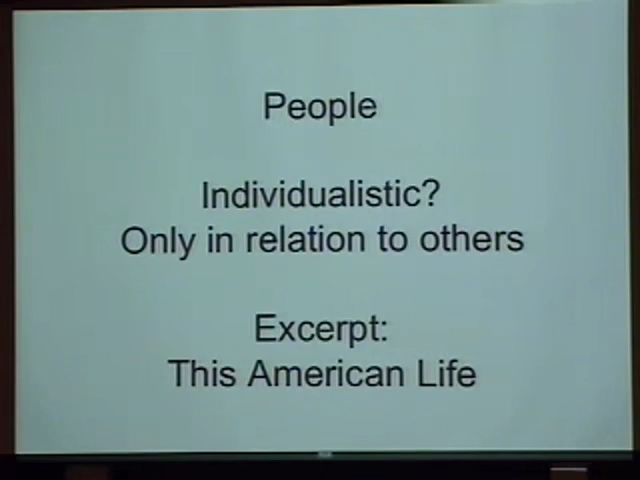 People
Individualistic?
Only in relation to others
Excerpt:
This American Life